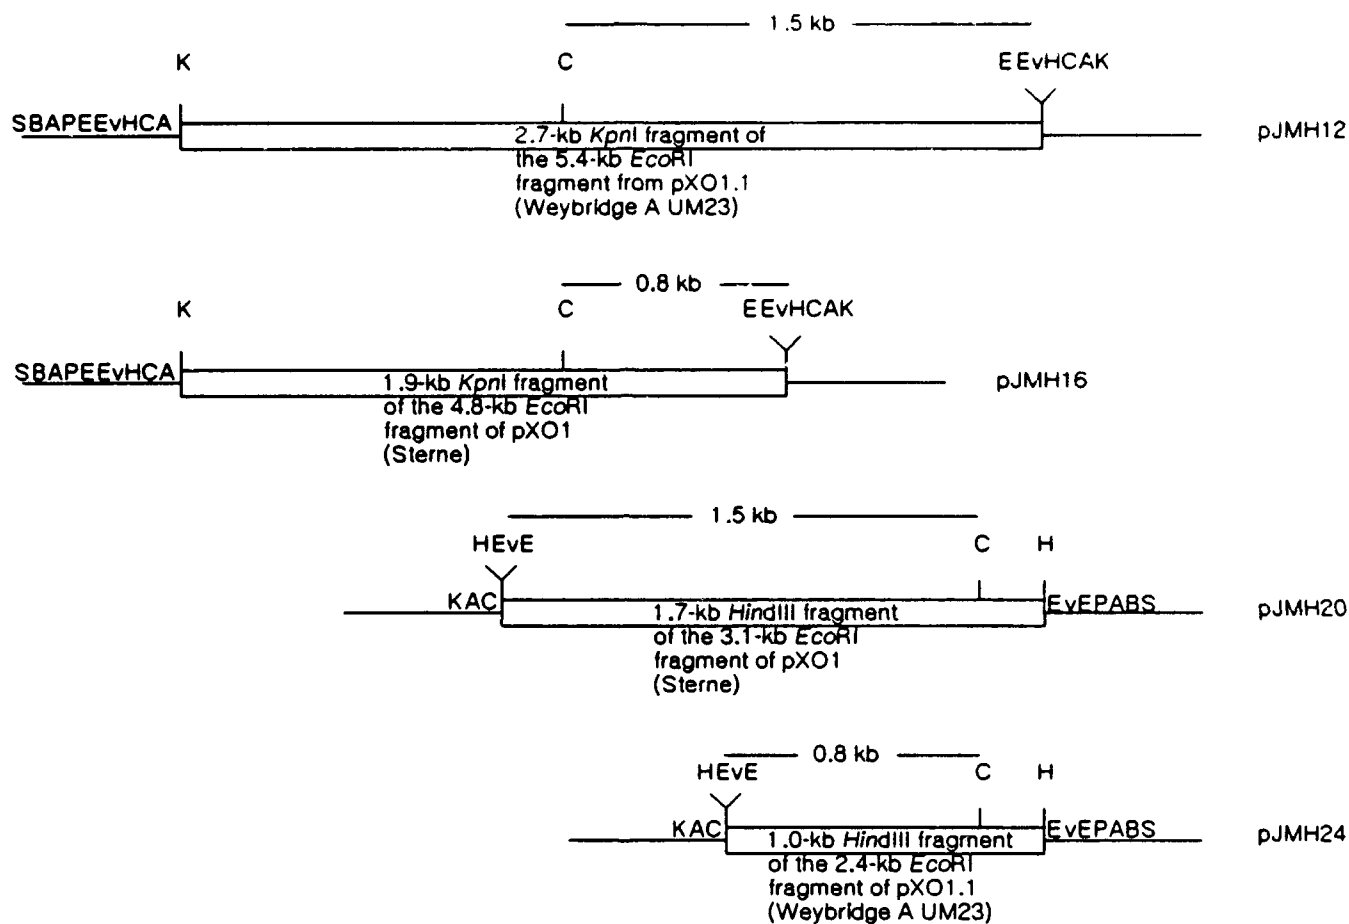 1.5 kb
K C EEvHCAK
SBAPEEvHCA
2.7-kb KpnI fragment of
the 5.4-kb EcoRI
fragment from pXO1.1
(Weybridge A UM23)
pJMH12
0.8 kb
K C EEvHCAK
SBAPEEvHCA
1.9-kb KpnI fragment
of the 4.8-kb EcoRI
fragment of pXO1
(Sterne)
pJMH16
1.5 kb
HEvE C H
KAC
1.7-kb HindIII fragment
of the 3.1-kb EcoRI
fragment of pXO1
(Sterne)
EvEPABS
pJMH20
0.8 kb
HEvE C H
KAC
1.0-kb HindIII fragment
of the 2.4-kb EcoRI
fragment of pXO1.1
(Weybridge A UM23)
EvEPABS
pJMH24